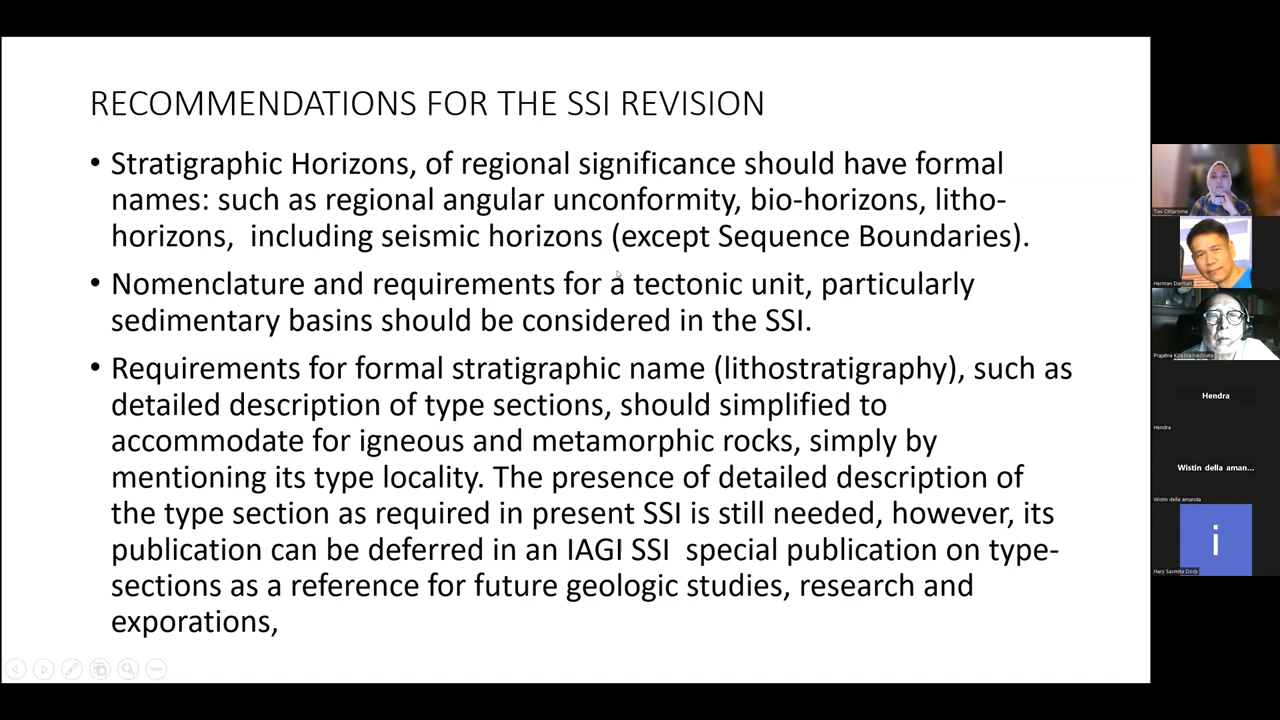 RECOMMENDATIONS FOR THE SSI REVISION
• Stratigraphic Horizons, of regional significance should have formal
names: such as regional angular unconformity, bio-horizons, litho-
horizons, including seismic horizons (except Sequence Boundaries).
• Nomenclature and requirements for a tectonic unit, particularly
sedimentary basins should be considered in the SSI.
• Requirements for formal stratigraphic name (lithostratigraphy), such as
detailed description of type sections, should simplified to
accommodate for igneous and metamorphic rocks, simply by
mentioning its type locality. The presence of detailed description of
the type section as required in present SSI is still needed, however, its
publication can be deferred in an IAGI SSI special publication on type-
sections as a reference for future geologic studies, research and
exporations,
Tiwi Oktariima
Herman Darman
Prajatna Koesoemadinata
Hendra
Hendra
Wistin della aman...
Wistin della amanda
i
Hary Sasmita Dody